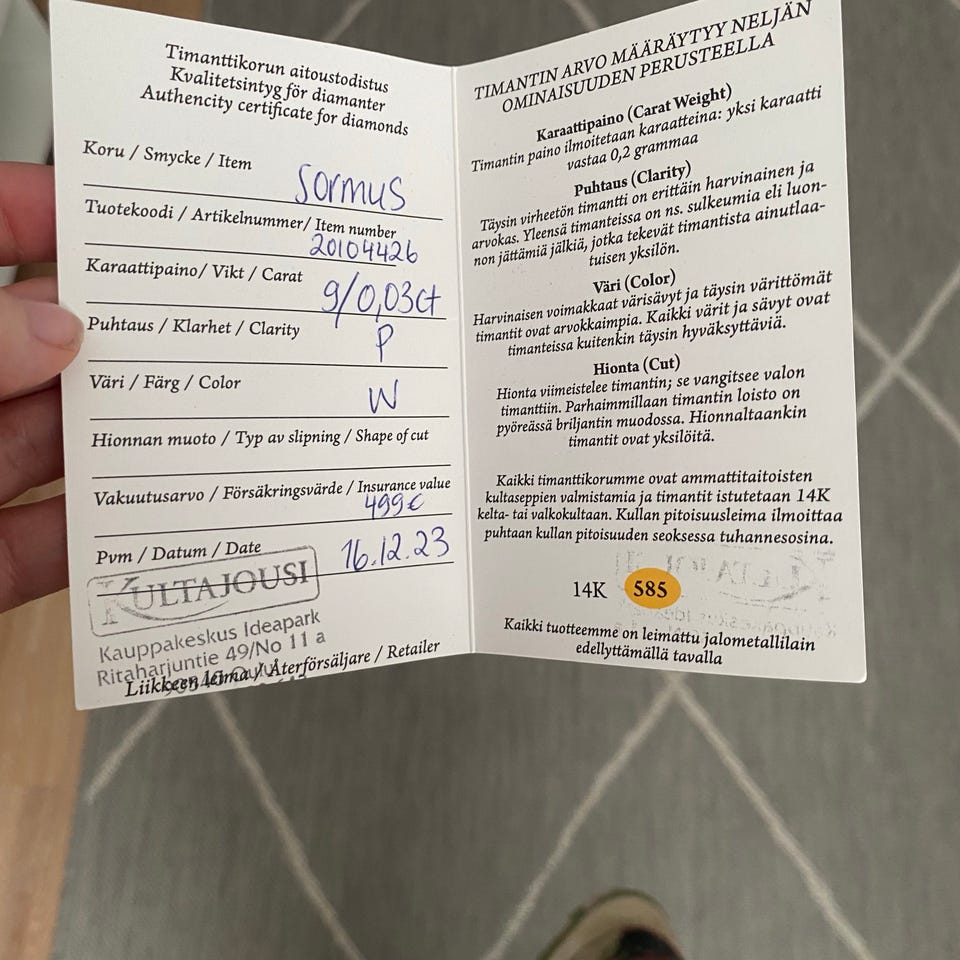 Timanttikorun aitoustodistus
Kvalitetsintyg för diamanter
Authencity certificate for diamonds
Koru / Smycke / Item
Sormus
Tuotekoodi / Artikelnummer/ Item number
20104426
Karaattipaino/ Vikt / Carat
9/0,03ct
Puhtaus / Klarhet / Clarity
P
Väri / Färg / Color
W
Hionnan muoto / Typ av slipning / Shape of cut
Vakuutusarvo / Försäkringsvärde / Insurance value
499€
Pvm / Datum / Date
16.12.23
KULTAJOUSI
Kauppakeskus Ideapark
Ritaharjuntie 49/No 11 a
Liikkeen leima / Återförsäljare / Retailer
TIMANTIN ARVO MÄÄRÄYTYY NELJÄN
OMINAISUUDEN PERUSTEELLA
Karaattipaino (Carat Weight)
Timantin paino ilmoitetaan karaatteina: yksi karaatti
vastaa 0,2 grammaa
Puhtaus (Clarity)
Täysin virheetön timantti on erittäin harvinainen ja
arvokas. Yleensä timanteissa on ns. sulkeumia eli luon-
non jättämiä jälkiä, jotka tekevät timantista ainutlaa-
tuisen yksilön.
Väri (Color)
Harvinaisen voimakkaat värisävyt ja täysin värittömät
timantit ovat arvokkaimpia. Kaikki värit ja sävyt ovat
timanteissa kuitenkin täysin hyväksyttäviä.
Hionta (Cut)
Hionta viimeistelee timantin; se vangitsee valon
timanttiin. Parhaimmillaan timantin loisto on
pyöreässä briljantin muodossa. Hionnaltaankin
timantit ovat yksilöitä.
Kaikki timanttikorumme ovat ammattitaitoisten
kultaseppien valmistamia ja timantit istutetaan 14K
kelta- tai valkokultaan. Kullan pitoisuusleima ilmoittaa
puhtaan kullan pitoisuuden seoksessa tuhannesosina.
14K 585
Kaikki tuotteemme on leimattu jalometallilain
edellyttämällä tavalla